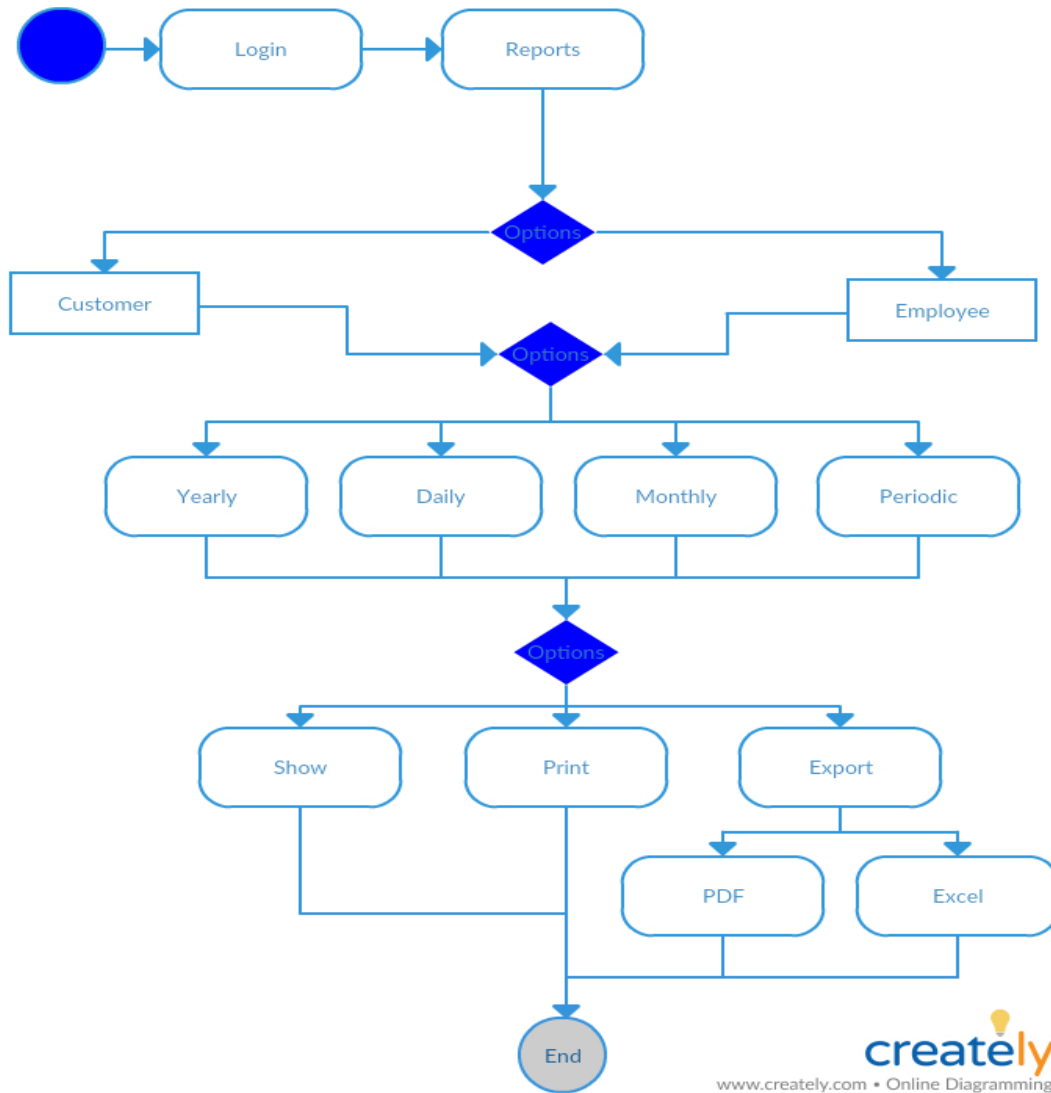 Login
Reports
Options
Customer
Employee
Options
Yearly
Daily
Monthly
Periodic
Options
Show
Print
Export
PDF
Excel
End
creately
www.creately.com • Online Diagramming